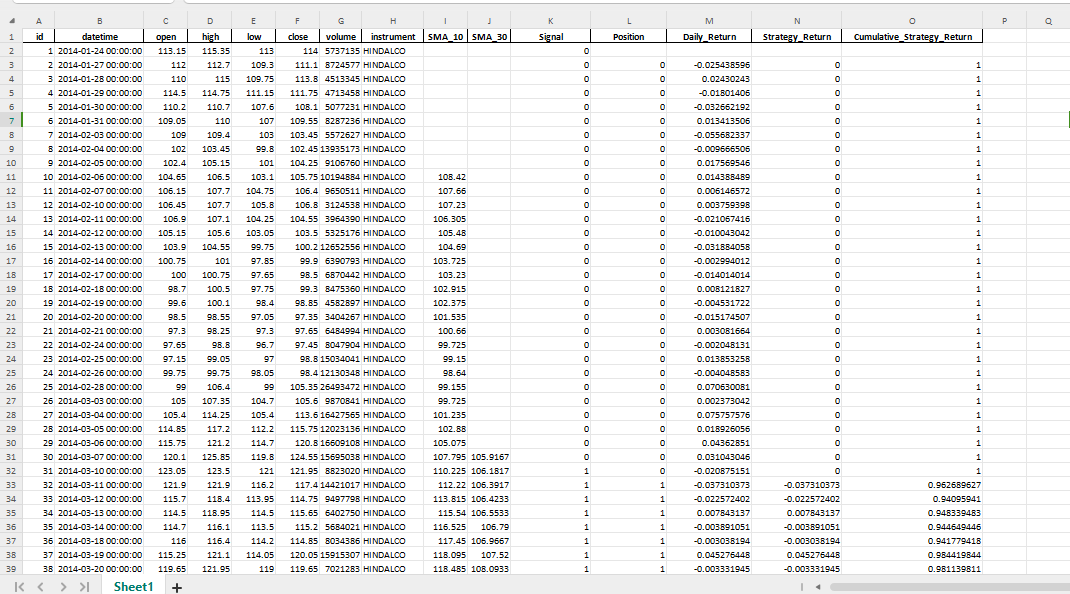 A B C D E F G H I J K L M N O P Q
1 id datetime open high low close volume instrument SMA_10 SMA_30 Signal Position Daily_Return Strategy_Return Cumulative_Strategy_Return
2 1 2014-01-24 00:00:00 113.15 115.35 113 114 5737135 HINDALCO 0
3 2 2014-01-27 00:00:00 112 112.7 109.3 111.1 8724577 HINDALCO 0 0 -0.025438596 0 1
4 3 2014-01-28 00:00:00 110 115 109.75 113.8 4513345 HINDALCO 0 0 0.02430243 0 1
5 4 2014-01-29 00:00:00 114.5 114.75 111.15 111.75 4713458 HINDALCO 0 0 -0.01801406 0 1
6 5 2014-01-30 00:00:00 110.2 110.7 107.6 108.1 5077231 HINDALCO 0 0 -0.032662192 0 1
7 6 2014-01-31 00:00:00 109.05 110 107 109.55 8287236 HINDALCO 0 0 0.013413506 0 1
8 7 2014-02-03 00:00:00 109 109.4 103 103.45 5572627 HINDALCO 0 0 -0.055682337 0 1
9 8 2014-02-04 00:00:00 102 103.45 99.8 102.45 13935173 HINDALCO 0 0 -0.009666506 0 1
10 9 2014-02-05 00:00:00 102.4 105.15 101 104.25 9106760 HINDALCO 0 0 0.017569546 0 1
11 10 2014-02-06 00:00:00 104.65 106.5 103.1 105.75 10194884 HINDALCO 108.42 0 0 0.014388489 0 1
12 11 2014-02-07 00:00:00 106.15 107.7 104.75 106.4 9650511 HINDALCO 107.66 0 0 0.006146572 0 1
13 12 2014-02-10 00:00:00 106.45 107.7 105.8 106.8 3124538 HINDALCO 107.23 0 0 0.003759398 0 1
14 13 2014-02-11 00:00:00 106.9 107.1 104.25 104.55 3964390 HINDALCO 106.305 0 0 -0.021067416 0 1
15 14 2014-02-12 00:00:00 105.15 105.6 103.05 103.5 5325176 HINDALCO 105.48 0 0 -0.010043042 0 1
16 15 2014-02-13 00:00:00 103.9 104.55 99.75 100.2 12652556 HINDALCO 104.69 0 0 -0.031884058 0 1
17 16 2014-02-14 00:00:00 100.75 101 97.85 99.9 6390793 HINDALCO 103.725 0 0 -0.002994012 0 1
18 17 2014-02-17 00:00:00 100 100.75 97.65 98.5 6870442 HINDALCO 103.23 0 0 -0.014014014 0 1
19 18 2014-02-18 00:00:00 98.7 100.5 97.75 99.3 8475360 HINDALCO 102.915 0 0 0.008121827 0 1
20 19 2014-02-19 00:00:00 99.6 100.1 98.4 98.85 4582897 HINDALCO 102.375 0 0 -0.004531722 0 1
21 20 2014-02-20 00:00:00 98.5 98.55 97.05 97.35 3404267 HINDALCO 101.535 0 0 -0.015174507 0 1
22 21 2014-02-21 00:00:00 97.3 98.25 97.3 97.65 6484994 HINDALCO 100.66 0 0 0.003081664 0 1
23 22 2014-02-24 00:00:00 97.65 98.8 96.7 97.45 8047904 HINDALCO 99.725 0 0 -0.002048131 0 1
24 23 2014-02-25 00:00:00 97.15 99.05 97 98.8 15034041 HINDALCO 99.15 0 0 0.013853258 0 1
25 24 2014-02-26 00:00:00 99.75 99.75 98.05 98.4 12130348 HINDALCO 98.64 0 0 -0.004048583 0 1
26 25 2014-02-28 00:00:00 99 106.4 99 105.35 26493472 HINDALCO 99.155 0 0 0.070630081 0 1
27 26 2014-03-03 00:00:00 105 107.35 104.7 105.6 9870841 HINDALCO 99.725 0 0 0.002373042 0 1
28 27 2014-03-04 00:00:00 105.4 114.25 105.4 113.6 16427565 HINDALCO 101.235 0 0 0.075757576 0 1
29 28 2014-03-05 00:00:00 114.85 117.2 112.2 115.75 12023136 HINDALCO 102.88 0 0 0.018926056 0 1
30 29 2014-03-06 00:00:00 115.75 121.2 114.7 120.8 16609108 HINDALCO 105.075 0 0 0.04362851 0 1
31 30 2014-03-07 00:00:00 120.1 125.85 119.8 124.55 15695038 HINDALCO 107.795 105.9167 0 0 0.031043046 0 1
32 31 2014-03-10 00:00:00 123.05 123.5 121 121.95 8823020 HINDALCO 110.225 106.1817 1 0 -0.020875151 0 1
33 32 2014-03-11 00:00:00 121.9 121.9 116.2 117.4 14421017 HINDALCO 112.22 106.3917 1 1 -0.037310373 -0.037310373 0.962689627
34 33 2014-03-12 00:00:00 115.7 118.4 113.95 114.75 9497798 HINDALCO 113.815 106.4233 1 1 -0.022572402 -0.022572402 0.94095941
35 34 2014-03-13 00:00:00 114.5 118.95 114.5 115.65 6402750 HINDALCO 115.54 106.5533 1 1 0.007843137 0.007843137 0.948339483
36 35 2014-03-14 00:00:00 114.7 116.1 113.5 115.2 5684021 HINDALCO 116.525 106.79 1 1 -0.003891051 -0.003891051 0.944649446
37 36 2014-03-18 00:00:00 116 116.4 114.2 114.85 8034386 HINDALCO 117.45 106.9667 1 1 -0.003038194 -0.003038194 0.941779418
38 37 2014-03-19 00:00:00 115.25 121.1 114.05 120.05 15915307 HINDALCO 118.095 107.52 1 1 0.045276448 0.045276448 0.984419844
39 38 2014-03-20 00:00:00 119.65 121.95 119 119.65 7021283 HINDALCO 118.485 108.0933 1 1 -0.003331945 -0.003331945 0.981139811
Sheet1